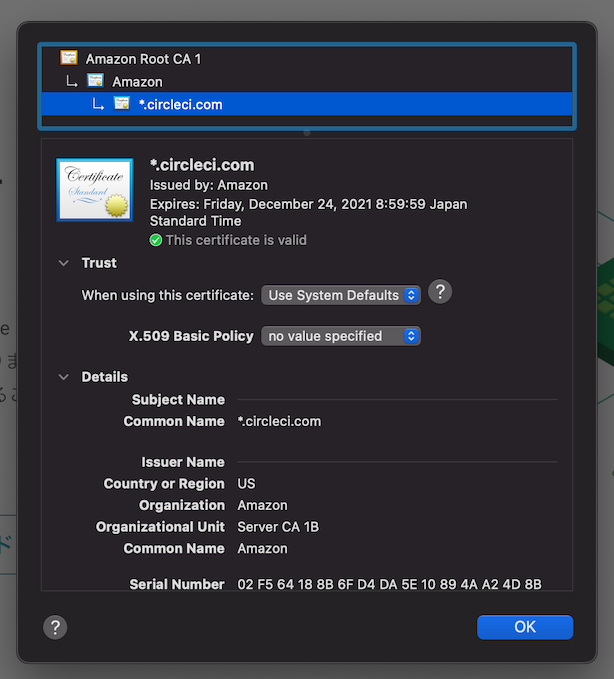 Amazon Root CA 1
Amazon
*.circleci.com
*.circleci.com
Certificate
Standard
Issued by: Amazon
Expires: Friday, December 24, 2021 8:59:59 Japan
Standard Time
This certificate is valid
Trust
When using this certificate: Use System Defaults ?
X.509 Basic Policy no value specified
Details
Subject Name
Common Name *.circleci.com
Issuer Name
Country or Region US
Organization Amazon
Organizational Unit Server CA 1B
Common Name Amazon
Serial Number 02 F5 64 18 8B 6F D4 DA 5E 10 89 4A A2 4D 8B
? OK